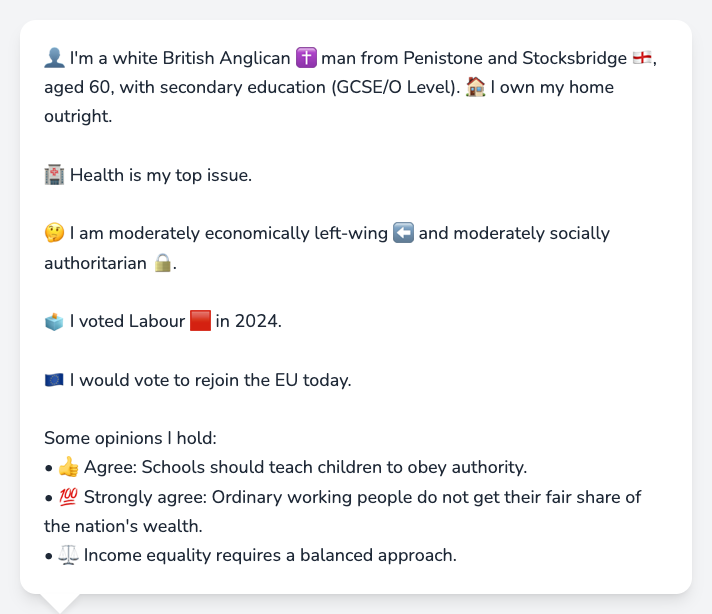 👤 I'm a white British Anglican ✝️ man from Penistone and Stocksbridge 🏴󠁧󠁢󠁥󠁮󠁧󠁿,
aged 60, with secondary education (GCSE/O Level). 🏠 I own my home
outright.
🏥 Health is my top issue.
🤔 I am moderately economically left-wing ⬅️ and moderately socially
authoritarian 🔒.
🗳️ I voted Labour 🟥 in 2024.
🇪🇺 I would vote to rejoin the EU today.
Some opinions I hold:
• 👍 Agree: Schools should teach children to obey authority.
• 💯 Strongly agree: Ordinary working people do not get their fair share of
the nation's wealth.
• ⚖️ Income equality requires a balanced approach.